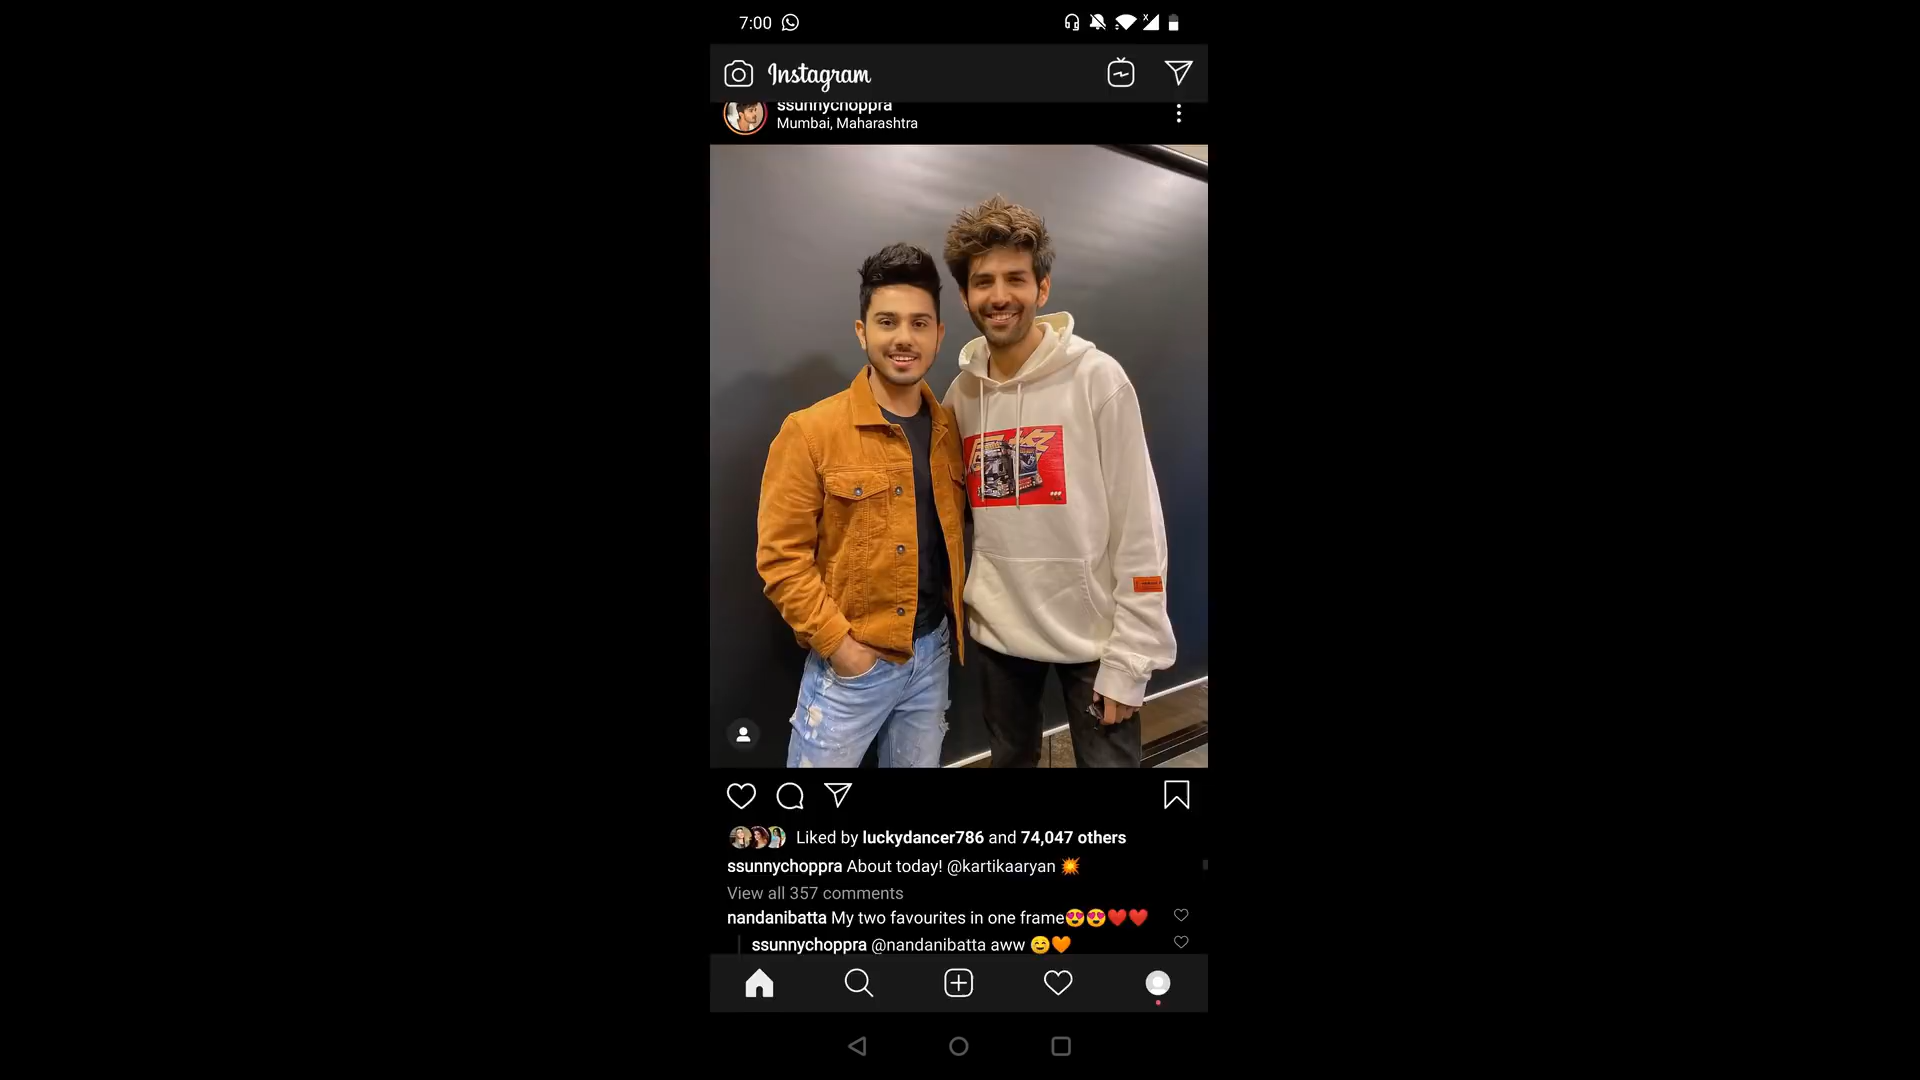 7:00
Instagram
ssunnychoppra
Mumbai, Maharashtra
Liked by luckydancer786 and 74,047 others
ssunnychoppra About today! @kartikaaryan 💥
View all 357 comments
nandanibatta My two favourites in one frame😍😍❤️❤️
ssunnychoppra @nandanibatta aww ☺️🧡